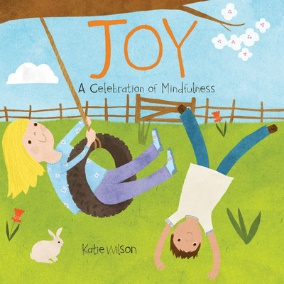 JOY
A Celebration of Mindfulness
Katie Wilson